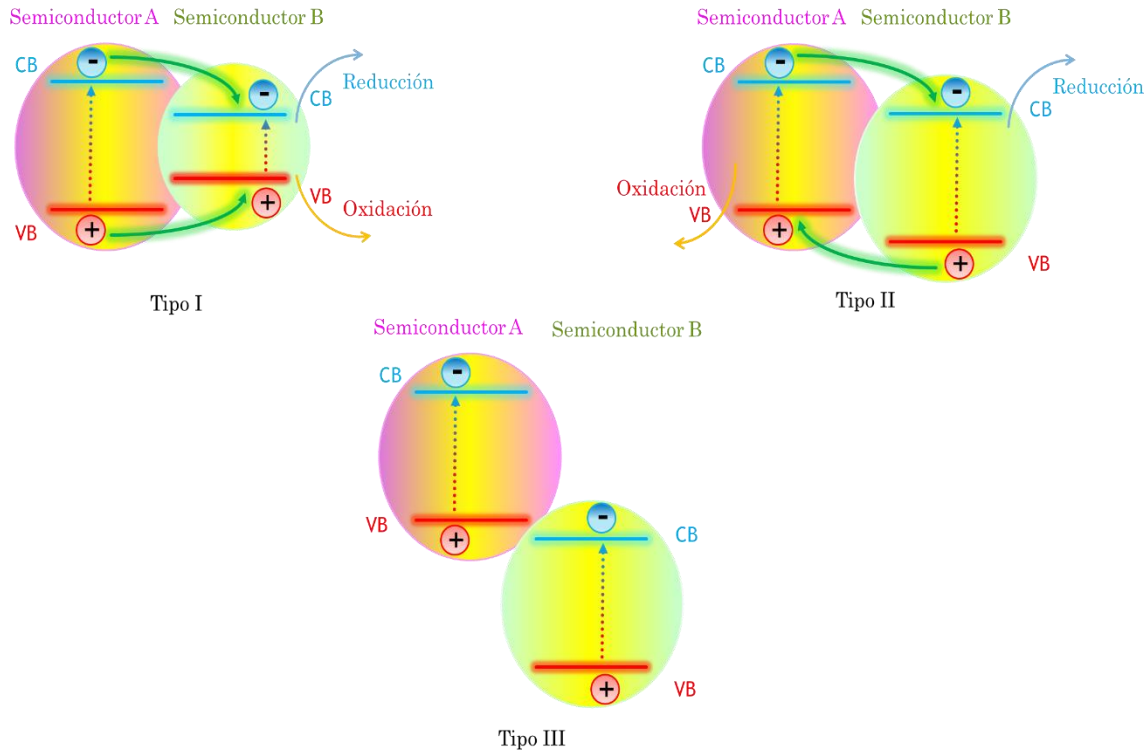 Semiconductor A Semiconductor B
CB
-
-
CB
Reducción
VB
+
+
VB
Oxidación
Tipo I
Semiconductor A Semiconductor B
CB
-
-
CB
Reducción
Oxidación
VB
+
+
VB
Tipo II
Semiconductor A Semiconductor B
CB
-
VB
+
-
CB
+
VB
Tipo III